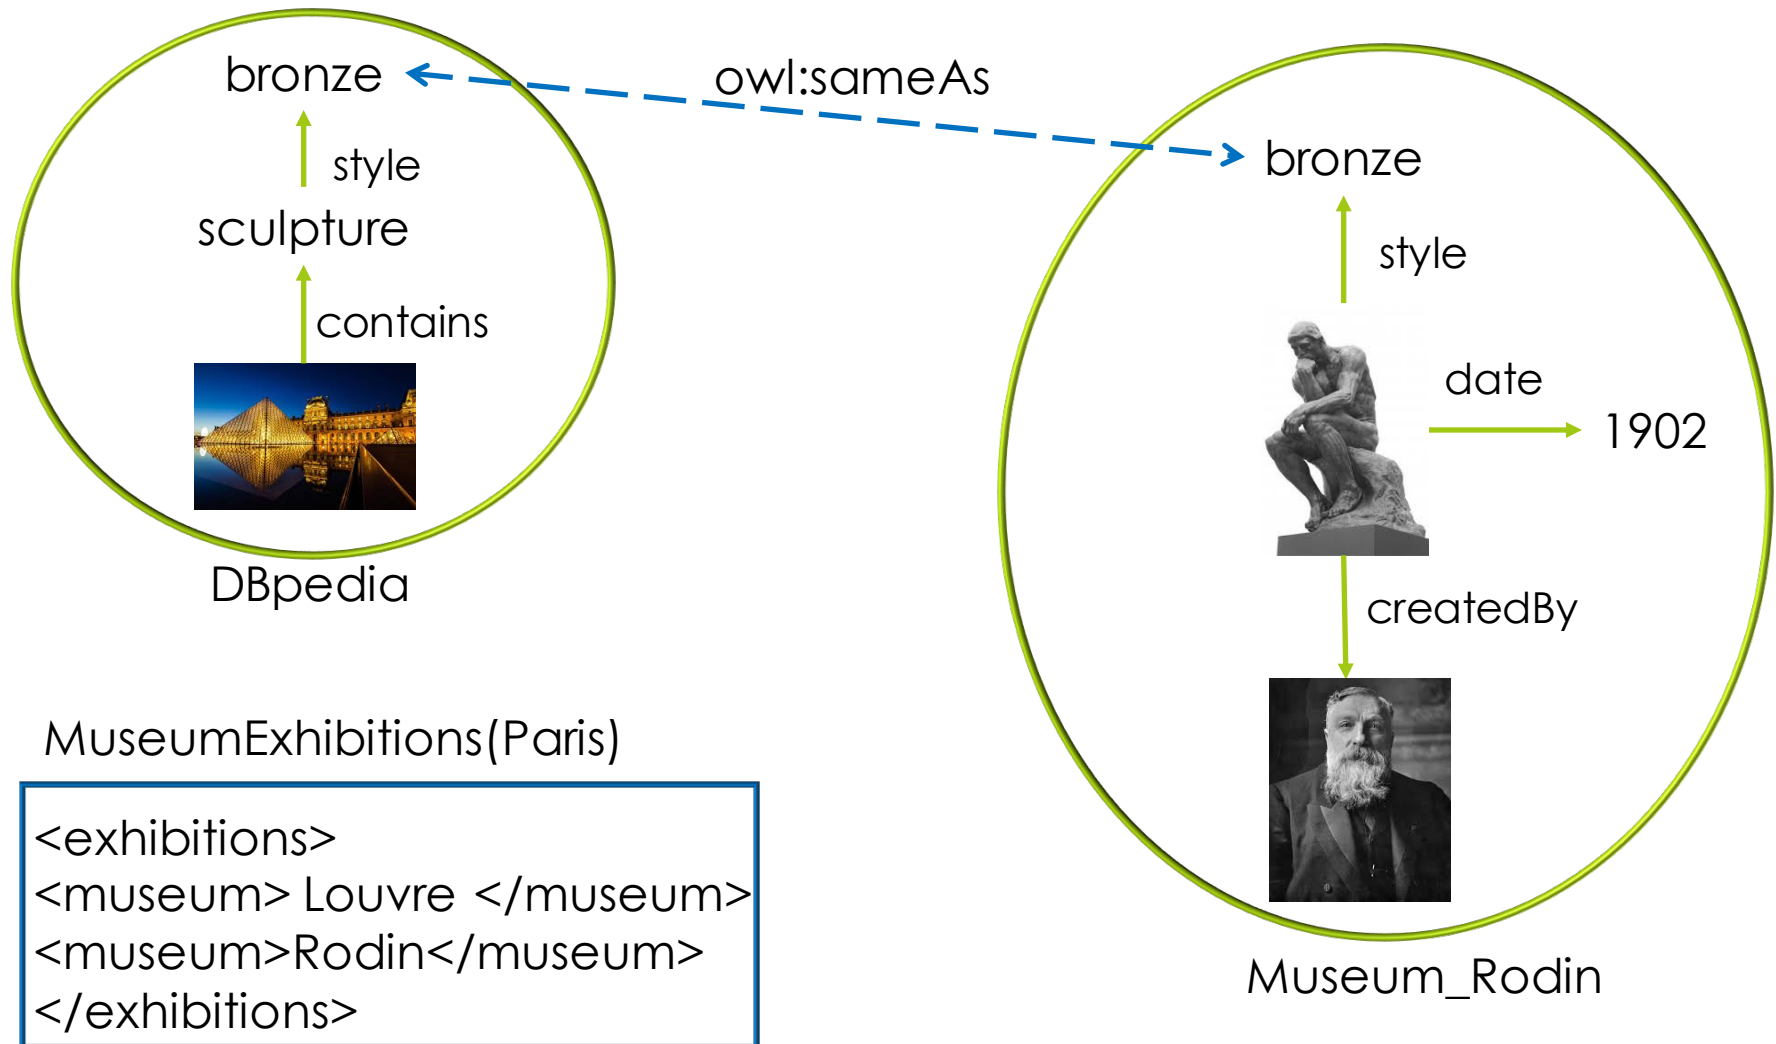 bronze
style
sculpture
contains
DBpedia
owl:sameAs
bronze
style
date
1902
createdBy
Museum_Rodin
MuseumExhibitions(Paris)
<exhibitions>
<museum> Louvre </museum>
<museum>Rodin</museum>
</exhibitions>